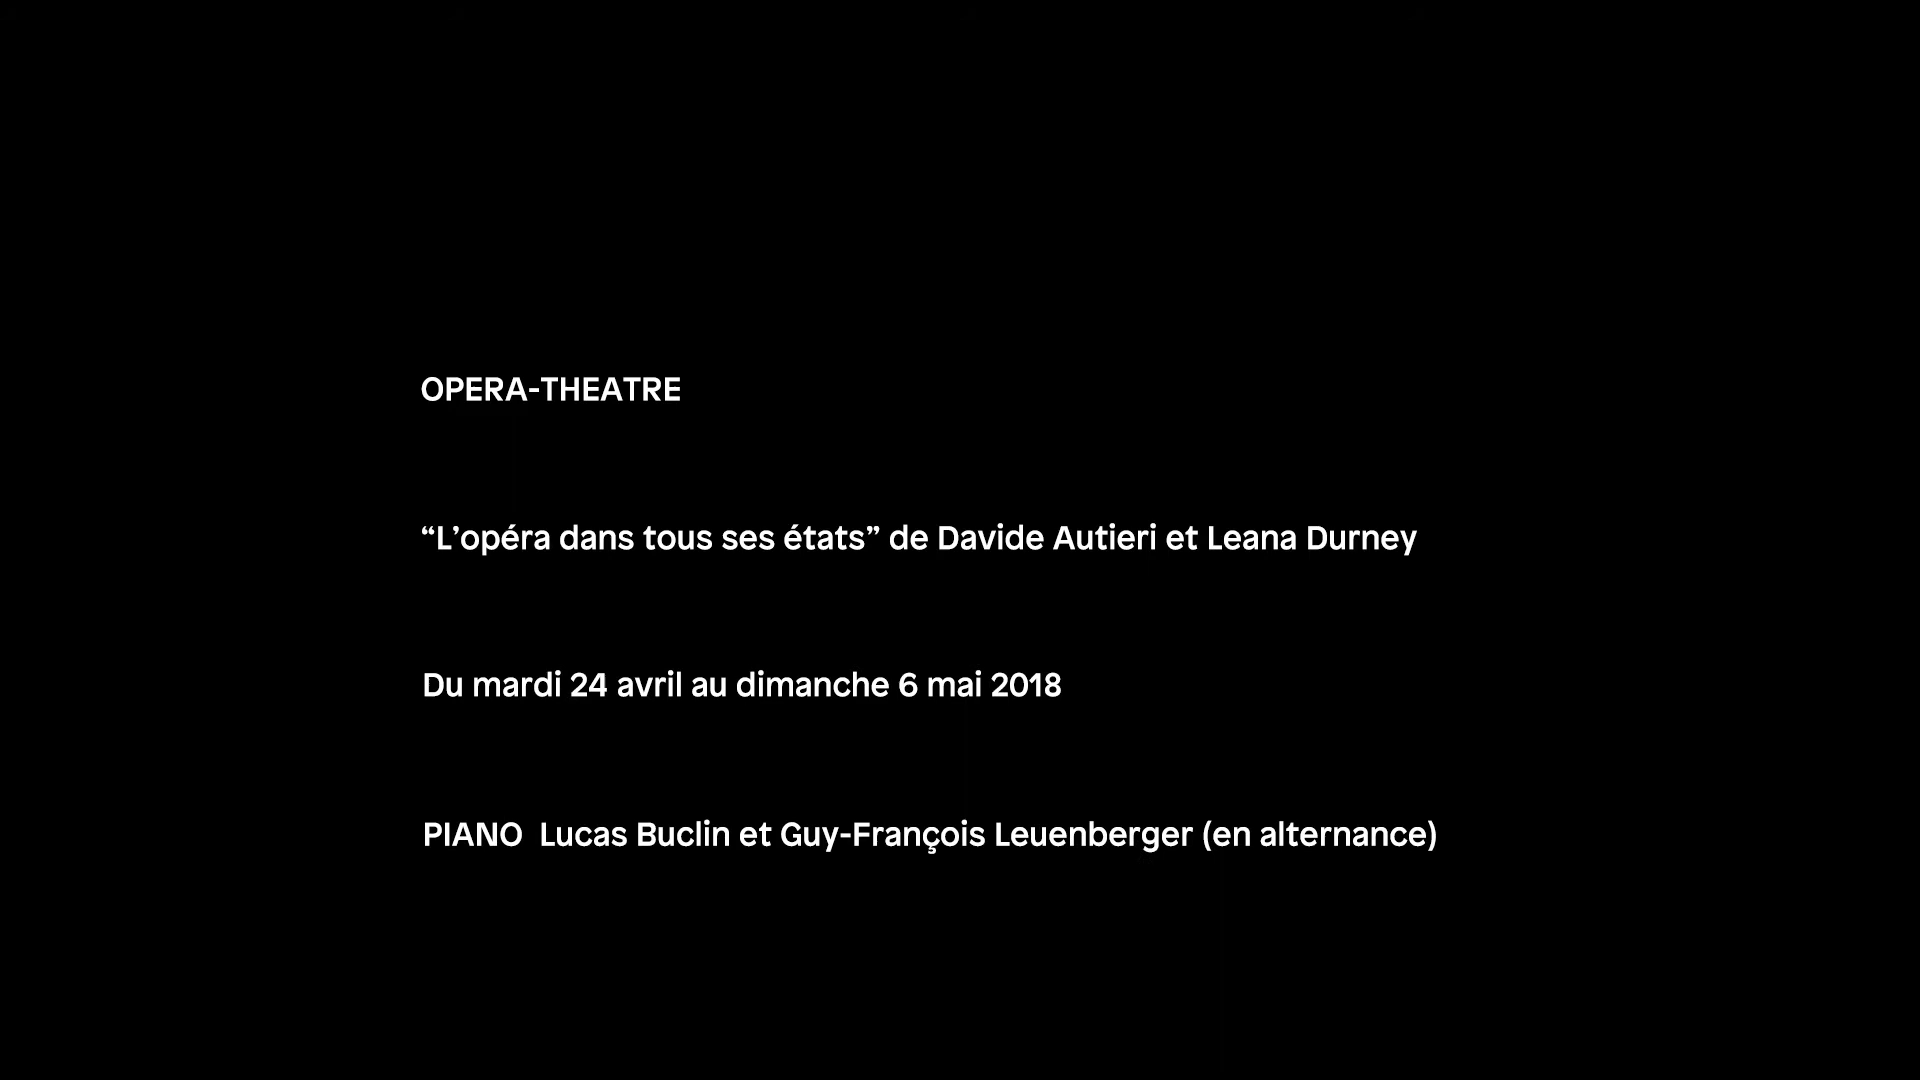 OPERA-THEATRE
“L’opéra dans tous ses états” de Davide Autieri et Leana Durney
Du mardi 24 avril au dimanche 6 mai 2018
PIANO  Lucas Buclin et Guy-François Leuenberger (en alternance)